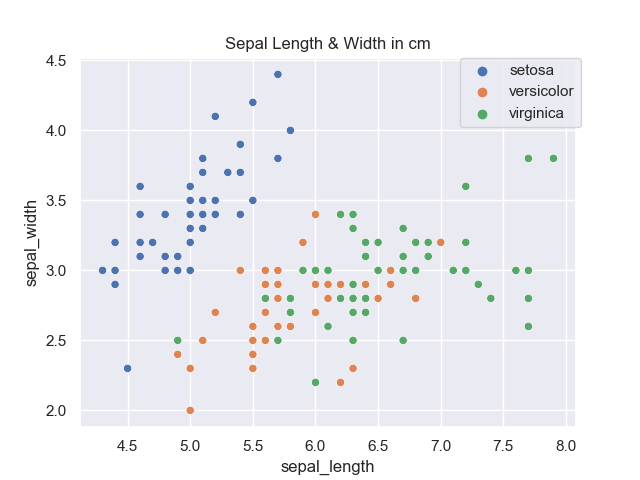 Sepal Length & Width in cm
setosa
versicolor
virginica
4.5
4.0
3.5
3.0
2.5
2.0
sepal_width
4.5 5.0 5.5 6.0 6.5 7.0 7.5 8.0
sepal_length